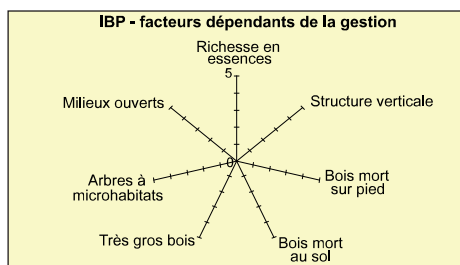 IBP - facteurs dépendants de la gestion
Richesse en
essences
5
Milieux ouverts
Structure verticale
0
Arbres à
microhabitats
Bois mort
sur pied
Très gros bois
Bois mort
au sol